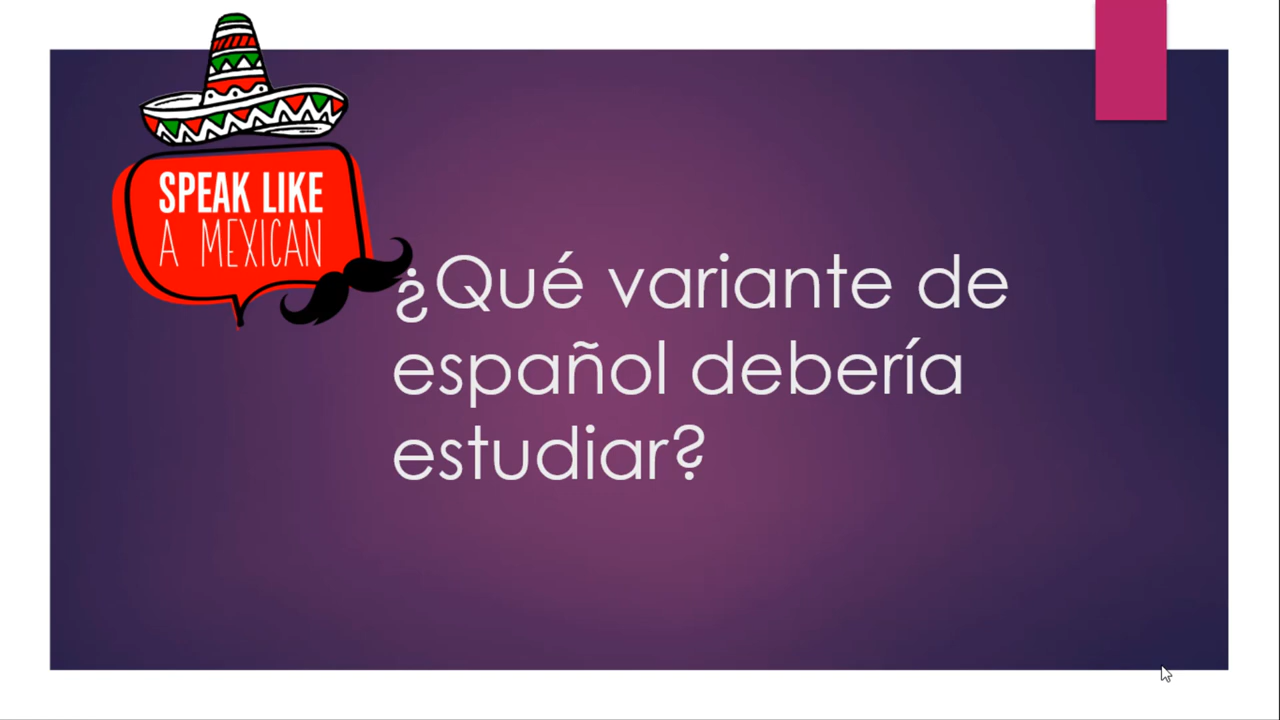 SPEAK LIKE
A MEXICAN
¿Qué variante de
español debería
estudiar?